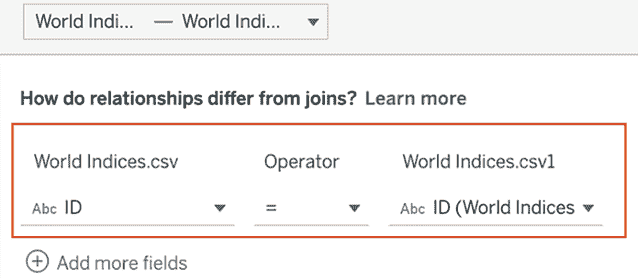 World Indi... — World Indi...
How do relationships differ from joins? Learn more
World Indices.csv Operator World Indices.csv1
Abc ID = Abc ID (World Indices
Add more fields